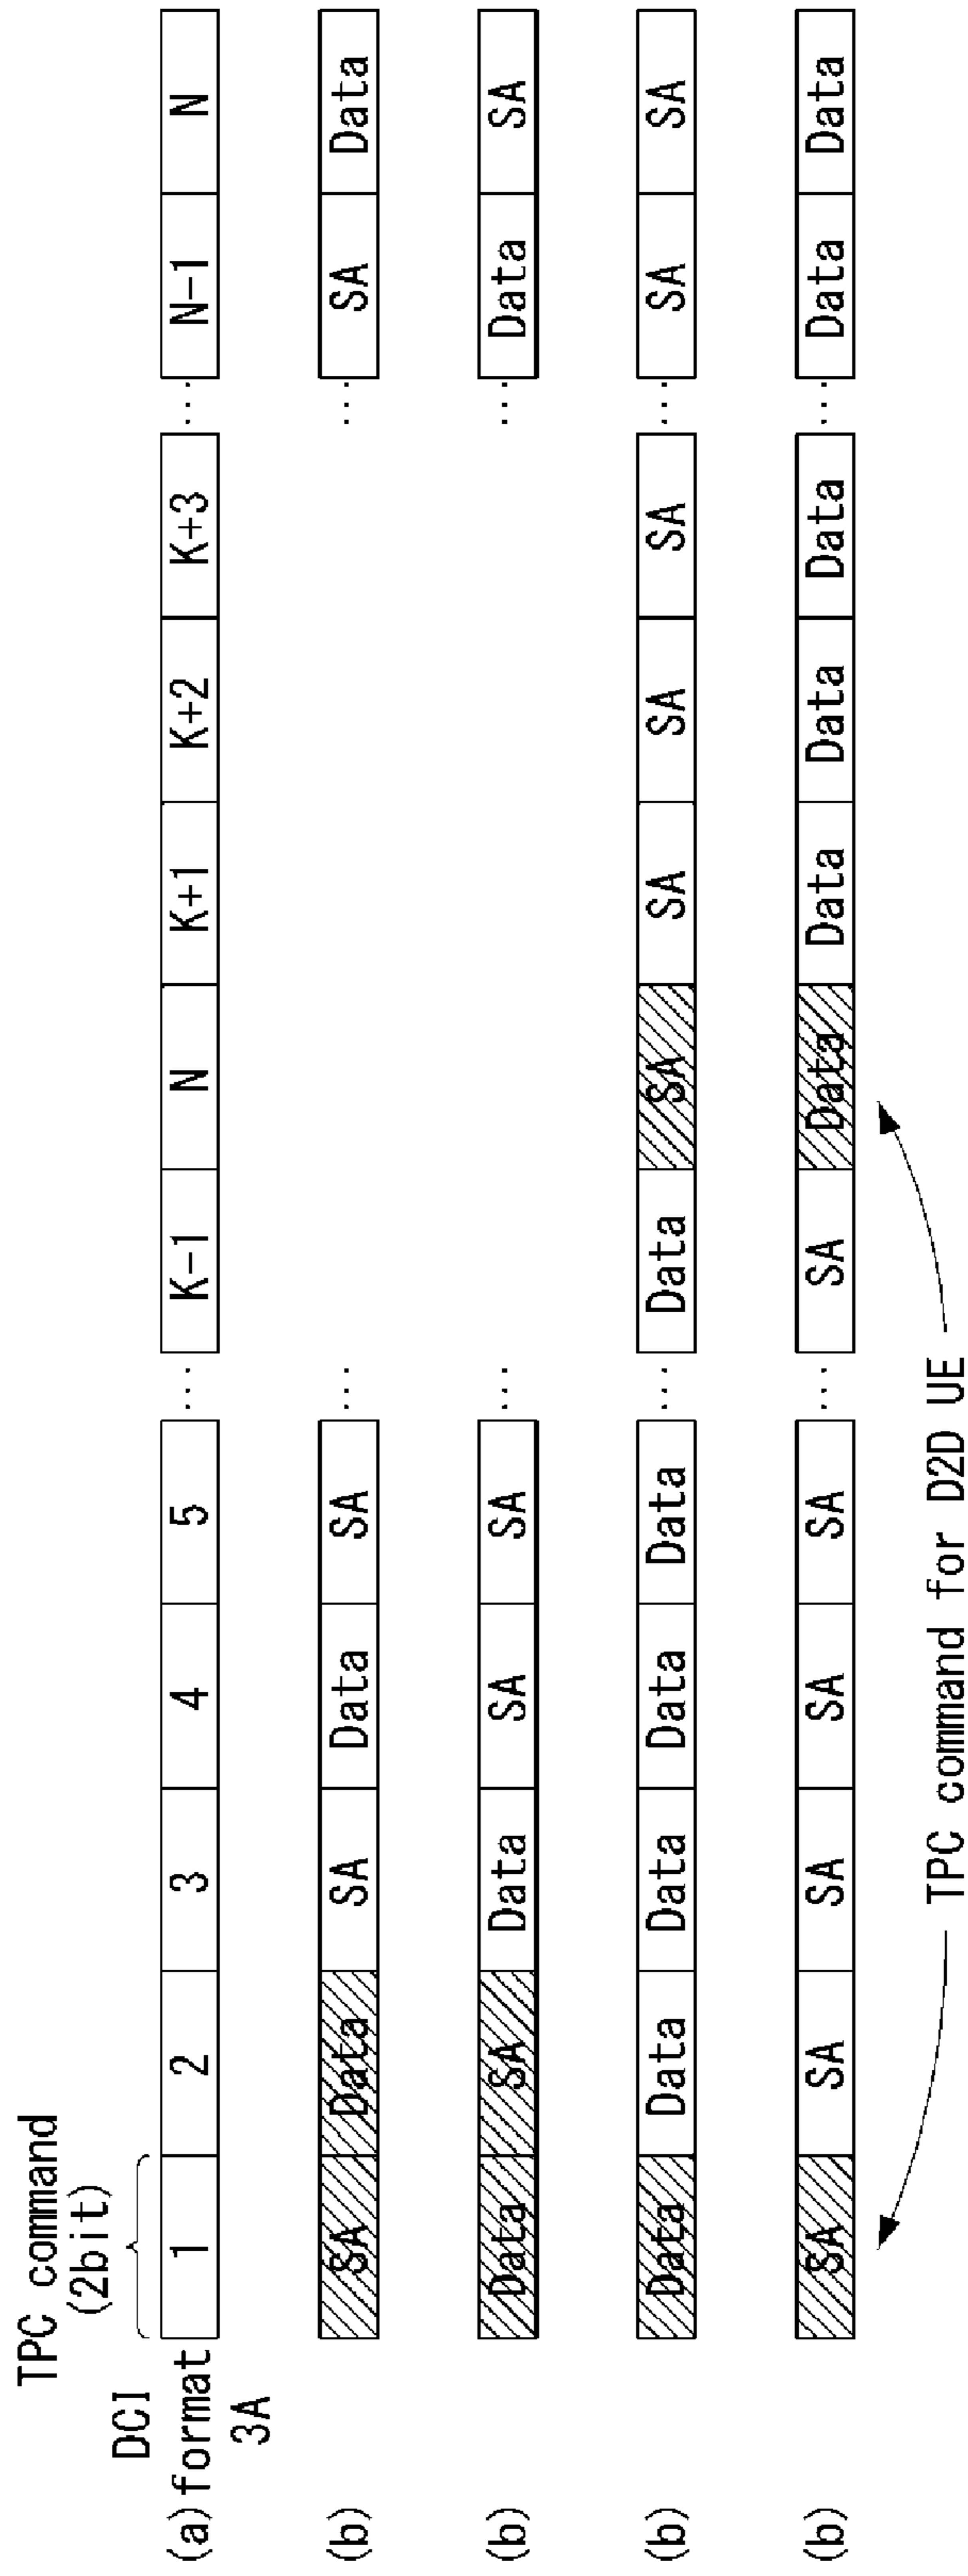 TPC command
(2bit)
DCI
(a) format
3A
1 2 3 4 5 ... K-1 N K+1 K+2 K+3 ... N-1 N
(b) SA Data SA Data SA ... ... SA Data
(b) Data SA Data SA SA ... ... Data SA
(b) Data Data Data Data Data ... Data SA SA SA SA ... SA SA
(b) SA SA SA SA SA ... SA Data Data Data Data ... Data Data
TPC command for D2D UE